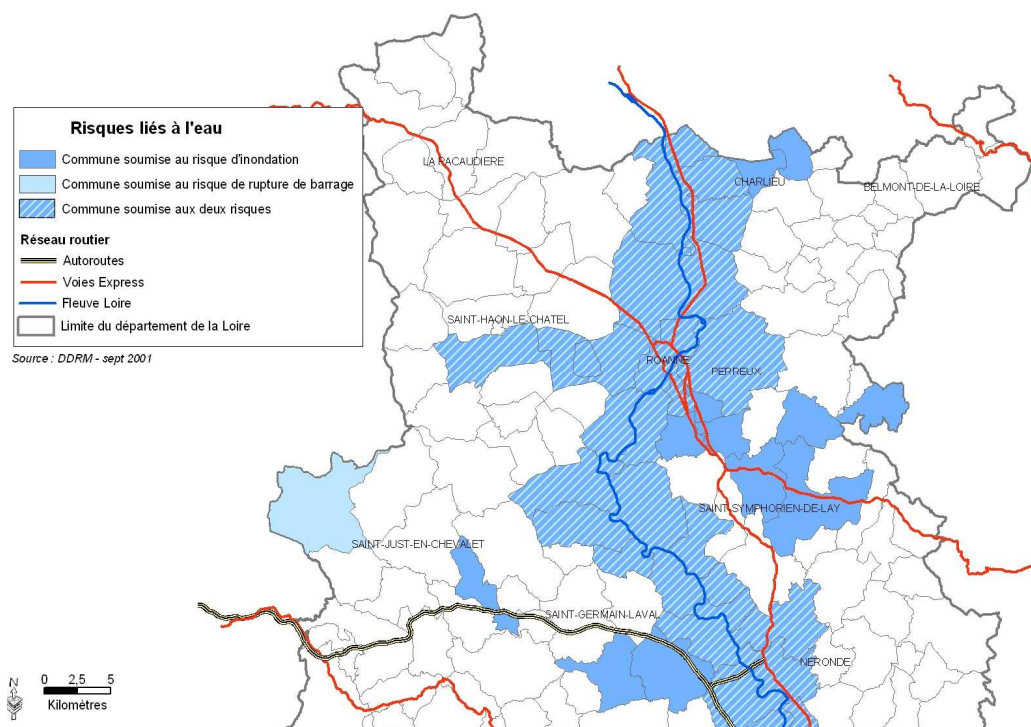 Risques liés à l'eau
Commune soumise au risque d'inondation
Commune soumise au risque de rupture de barrage
Commune soumise aux deux risques
Réseau routier
Autoroutes
Voies Express
Fleuve Loire
Limite du département de la Loire
Source : DDRM - sept 2001
LA PACAUDIERE
CHARLIEU
BELMONT-DE-LA-LOIRE
SAINT-HAON-LE-CHATEL
ROANNE
PERREUX
SAINT-SYMPHORIEN-DE-LAY
SAINT-JUST-EN-CHEVALET
SAINT-GERMAIN-LAVAL
NERONDE
N
0 2,5 5
Kilomètres